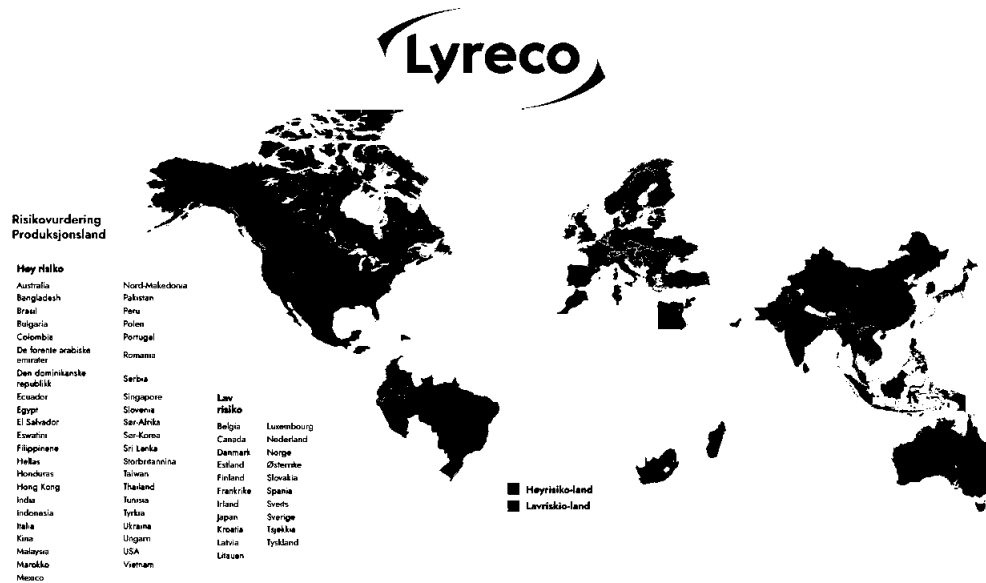 Lyreco
Risikovurdering
Produksjonsland
Høy risiko
Australia
Bangladesh
Brasil
Bulgaria
Colombia
De forente arabiske
emirater
Den dominikanske
republikk
Ecuador
Egypt
El Salvador
Eswatini
Filippinene
Hellas
Honduras
Hong Kong
India
Indonesia
Italia
Kina
Malaysia
Marokko
Mexico
Nord-Makedonia
Pakistan
Peru
Polen
Portugal
Romania
Serbia
Singapore
Slovenia
Sør-Afrika
Sør-Korea
Sri Lanka
Storbritannina
Taiwan
Thailand
Tunisia
Tyrkia
Ukraina
Ungarn
USA
Vietnam
Lav
risiko
Belgia
Canada
Danmark
Estland
Finland
Frankrike
Irland
Japan
Kroatia
Latvia
Litauen
Luxembourg
Nederland
Norge
Østerrike
Slovakia
Spania
Sveits
Sverige
Tsjekkia
Tyskland
Høyrisiko-land
Lavriskio-land